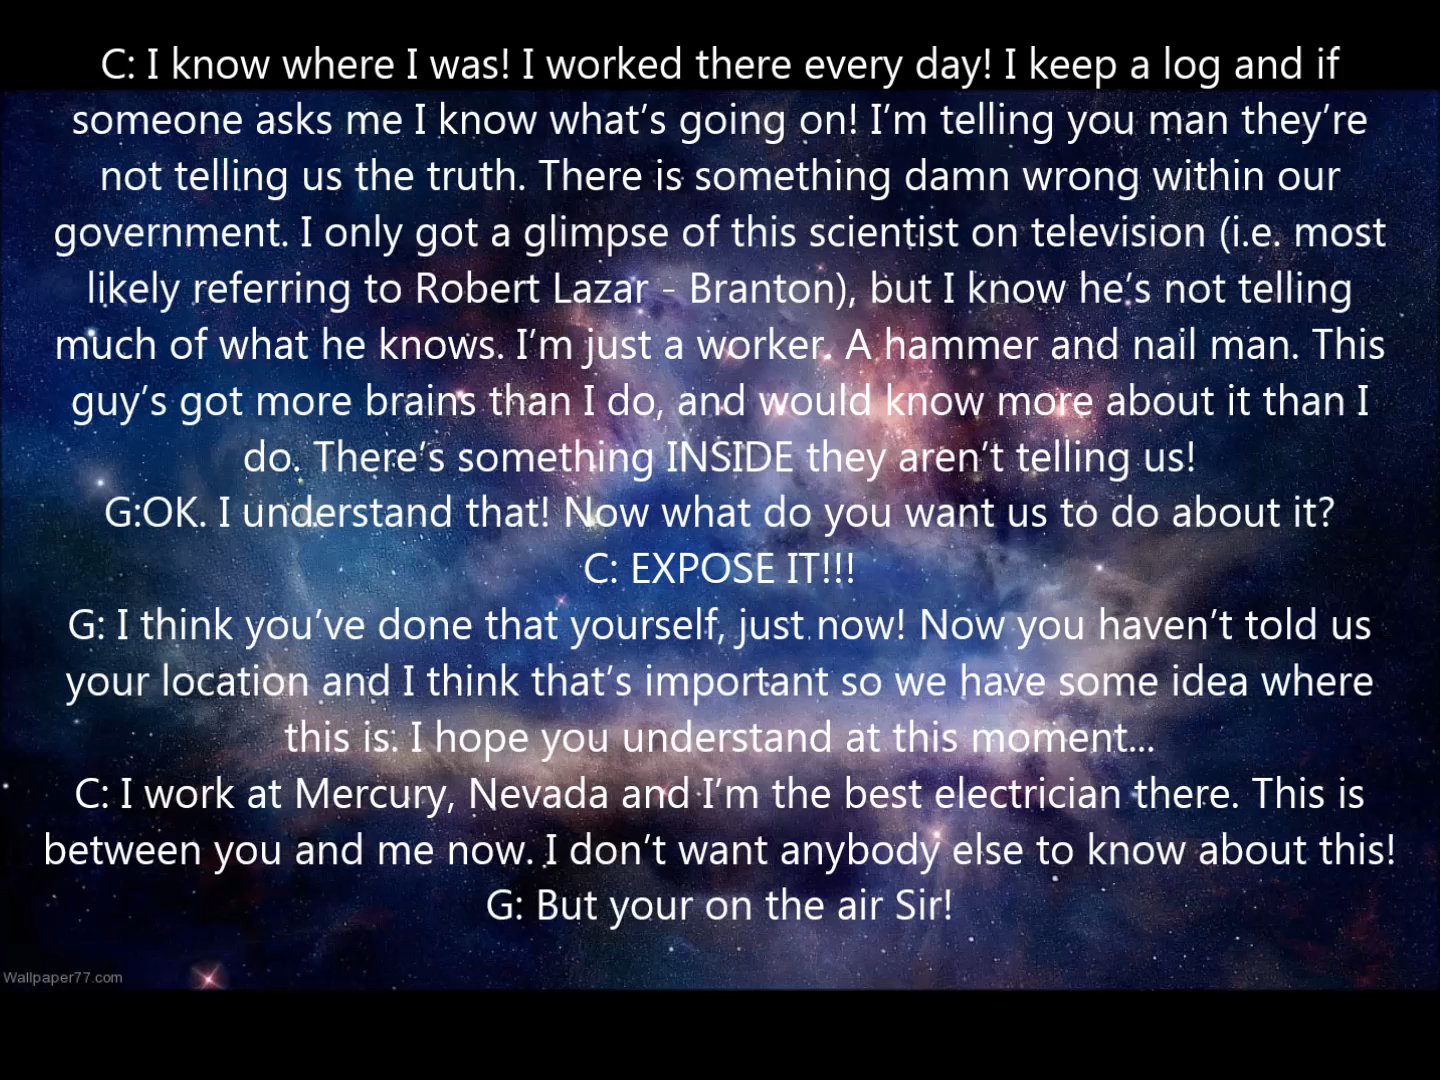 C: I know where I was! I worked there every day! I keep a log and if
someone asks me I know what’s going on! I’m telling you man they’re
not telling us the truth. There is something damn wrong within our
government. I only got a glimpse of this scientist on television (i.e. most
likely referring to Robert Lazar - Branton), but I know he’s not telling
much of what he knows. I’m just a worker. A hammer and nail man. This
guy’s got more brains than I do, and would know more about it than I
do. There’s something INSIDE they aren’t telling us!
G:OK. I understand that! Now what do you want us to do about it?
C: EXPOSE IT!!!
G: I think you’ve done that yourself, just now! Now you haven’t told us
your location and I think that’s important so we have some idea where
this is. I hope you understand at this moment...
C: I work at Mercury, Nevada and I’m the best electrician there. This is
between you and me now. I don’t want anybody else to know about this!
G: But your on the air Sir!
Wallpaper77.com